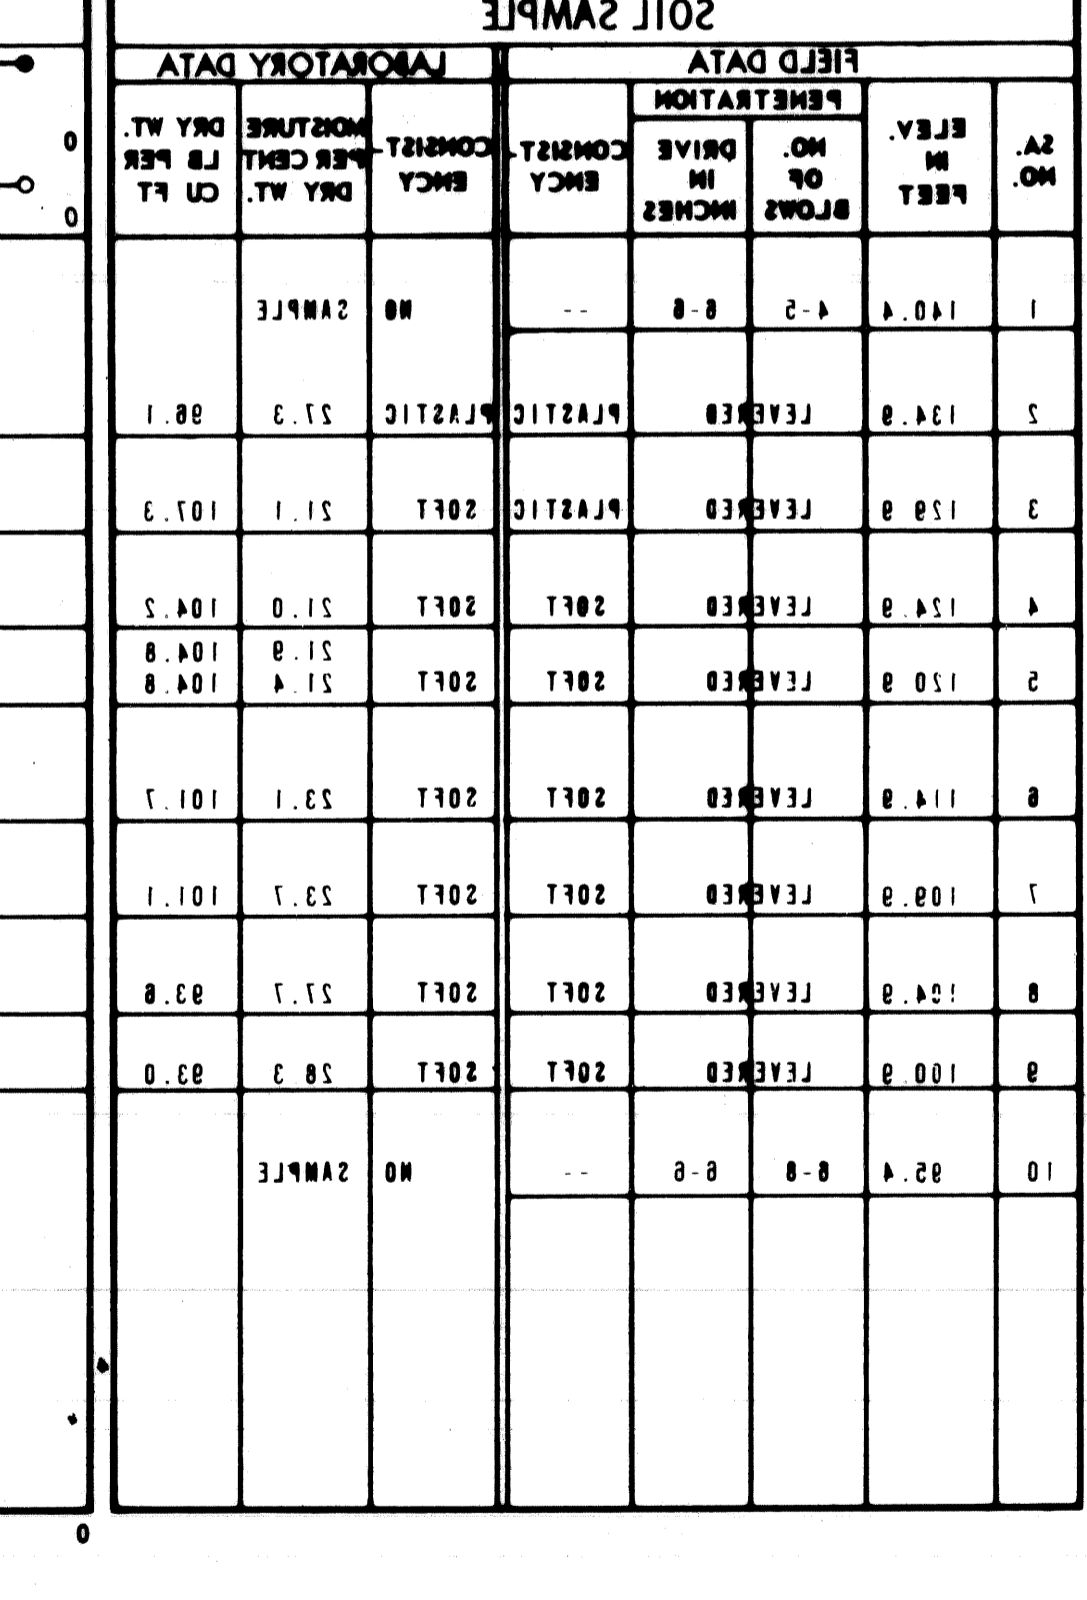 SOIL SAMPLE
FIELD DATA LABORATORY DATA
SA. NO.
ELEV. IN FEET
PENETRATION
NO. OF BLOWS
DRIVE IN INCHES
CONSIST- ENCY
CONSIST- ENCY
MOISTURE PER CENT DRY WT.
DRY WT. LB PER CU FT
0
0
1 140.4 4-5 6-6 -- NO SAMPLE
2 134.9 LEVERED PLASTIC PLASTIC 27.3 96.1
3 129 9 LEVERED PLASTIC SOFT 21.1 107.3
4 124.9 LEVERED SOFT SOFT 21.0 104.2
21.9 104.8
5 120 9 LEVERED SOFT SOFT 21.4 104.8
6 114.9 LEVERED SOFT SOFT 23.1 101.7
7 109.9 LEVERED SOFT SOFT 23.7 101.1
8 104.9 LEVERED SOFT SOFT 27.7 93.6
9 100.9 LEVERED SOFT SOFT 28 3 93.0
10 95.4 8-8 6-6 -- NO SAMPLE
0